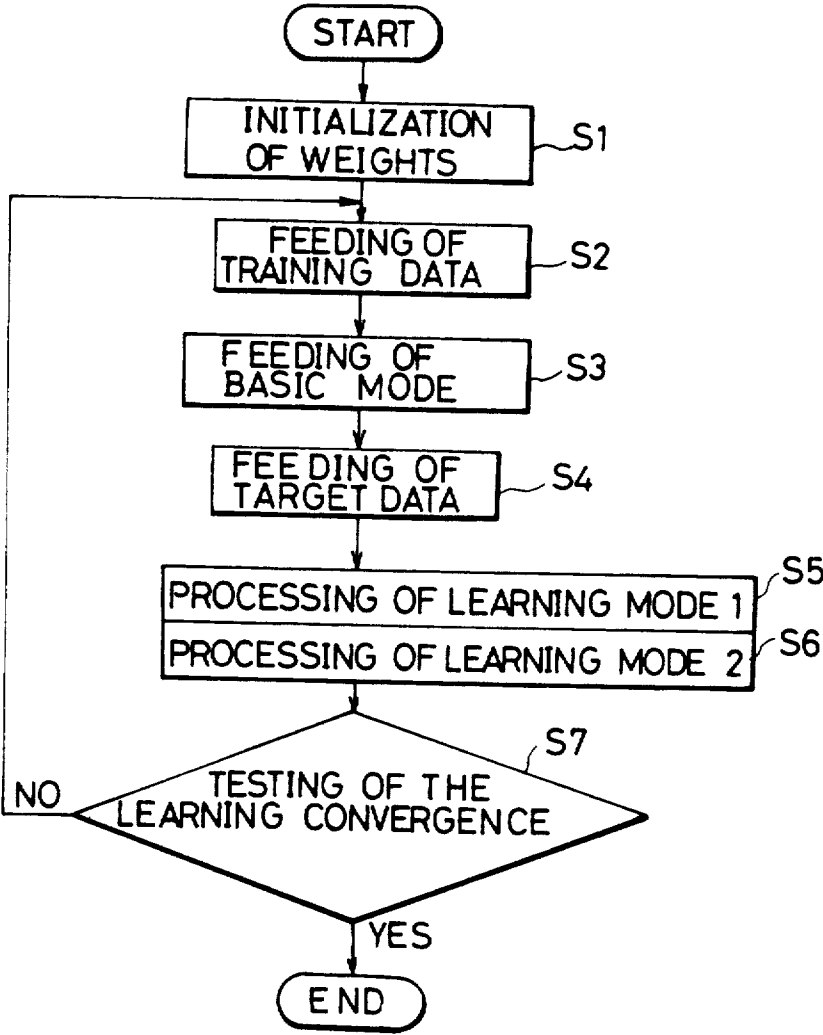 START
INITIALIZATION
OF WEIGHTS
S1
FEEDING OF
TRAINING DATA
S2
FEEDING OF
BASIC MODE
S3
FEEDING OF
TARGET DATA
S4
PROCESSING OF LEARNING MODE 1
S5
PROCESSING OF LEARNING MODE 2
S6
S7
TESTING OF THE
LEARNING CONVERGENCE
NO
YES
END